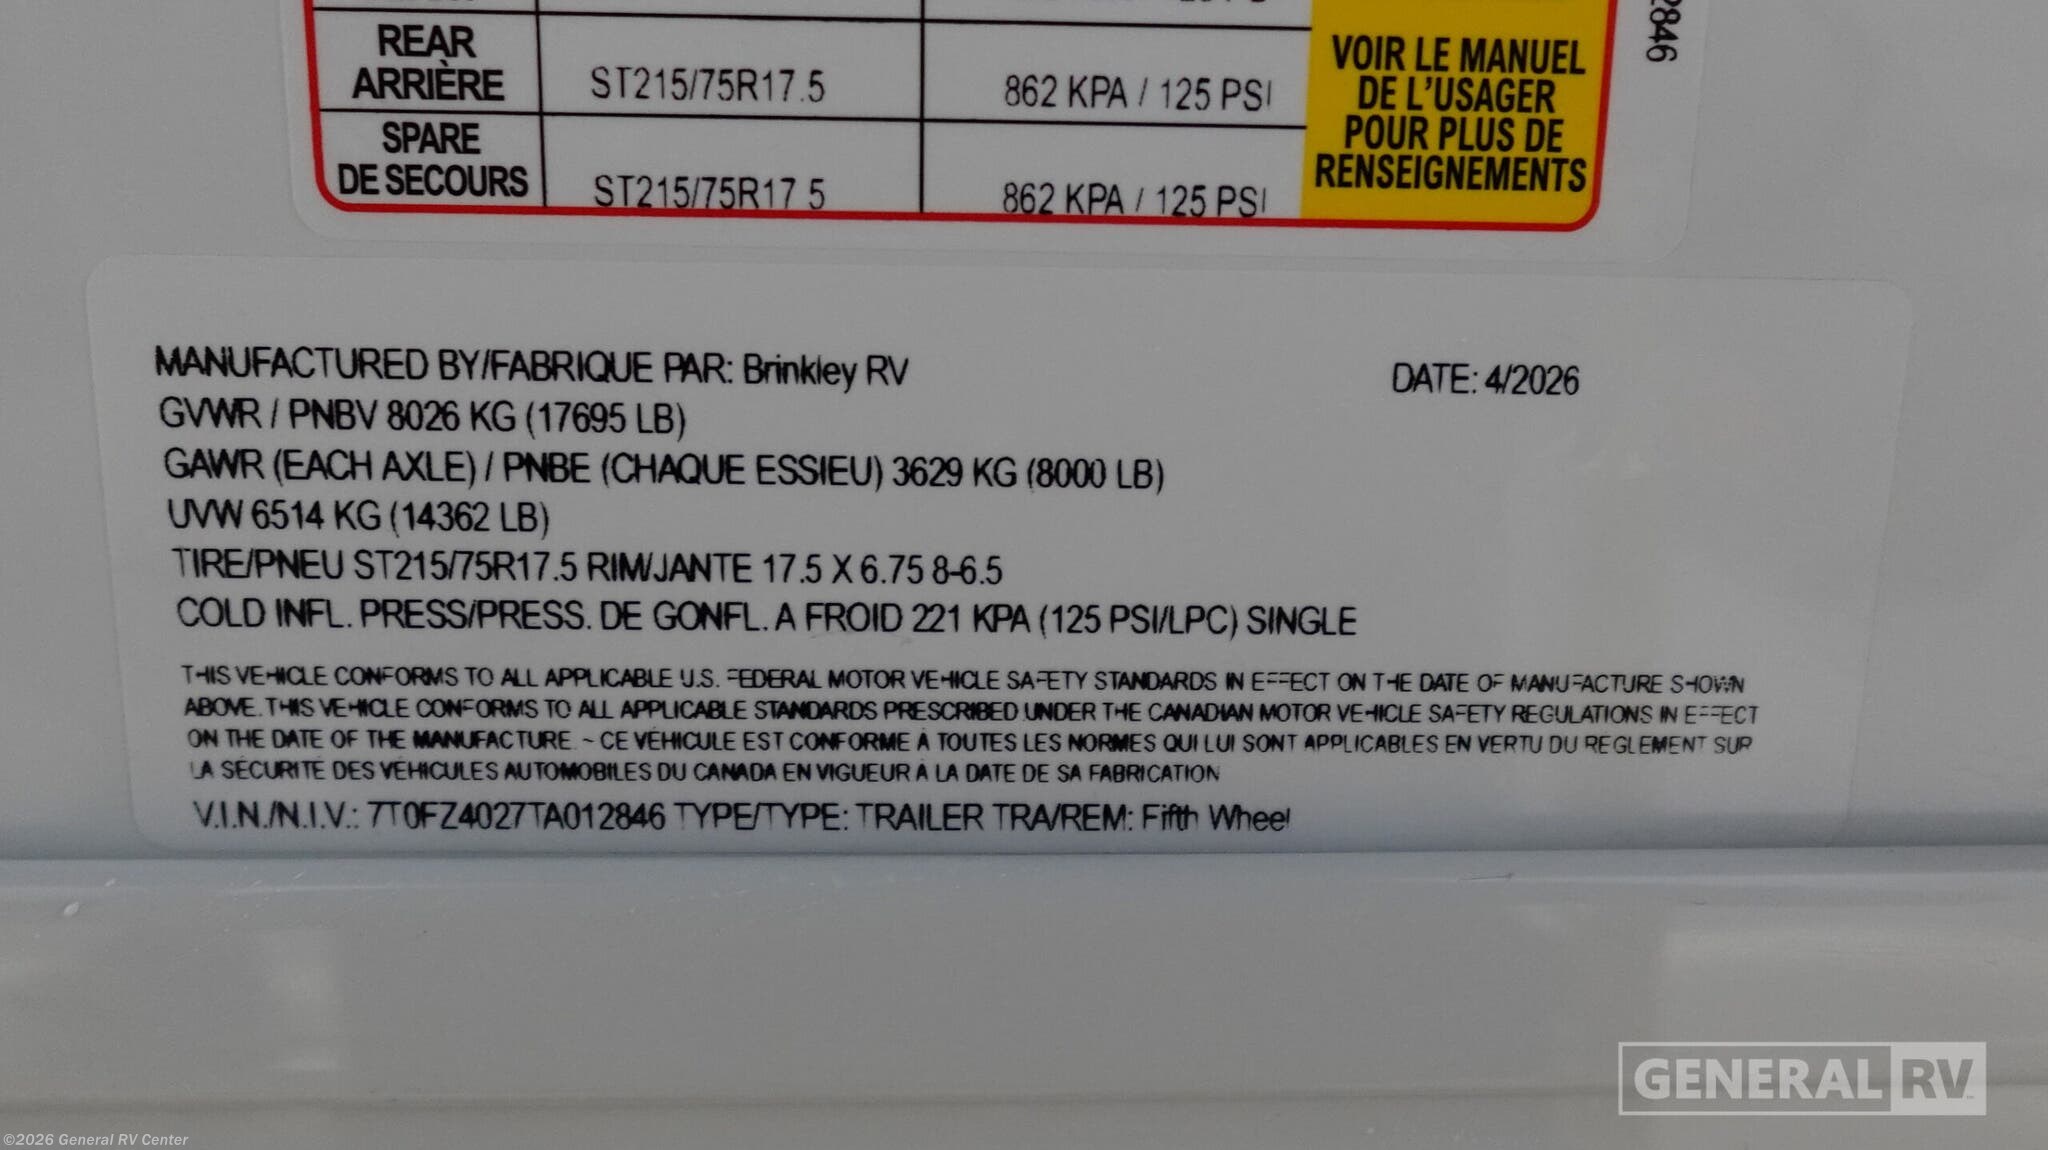 REAR
ARRIÈRE
ST215/75R17.5
862 KPA / 125 PSI
SPARE
DE SECOURS
ST215/75R17.5
862 KPA / 125 PSI
VOIR LE MANUEL
DE L'USAGER
POUR PLUS DE
RENSEIGNEMENTS
2846
MANUFACTURED BY/FABRIQUE PAR: Brinkley RV
DATE: 4/2026
GVWR / PNBV 8026 KG (17695 LB)
GAWR (EACH AXLE) / PNBE (CHAQUE ESSIEU) 3629 KG (8000 LB)
UVW 6514 KG (14362 LB)
TIRE/PNEU ST215/75R17.5 RIM/JANTE 17.5 X 6.75 8-6.5
COLD INFL. PRESS/PRESS. DE GONFL. A FROID 221 KPA (125 PSI/LPC) SINGLE
THIS VEHICLE CONFORMS TO ALL APPLICABLE U.S. FEDERAL MOTOR VEHICLE SAFETY STANDARDS IN EFFECT ON THE DATE OF MANUFACTURE SHOWN
ABOVE. THIS VEHICLE CONFORMS TO ALL APPLICABLE STANDARDS PRESCRIBED UNDER THE CANADIAN MOTOR VEHICLE SAFETY REGULATIONS IN EFFECT
ON THE DATE OF THE MANUFACTURE. ~ CE VÉHICULE EST CONFORME À TOUTES LES NORMES QUI LUI SONT APPLICABLES EN VERTU DU RÈGLEMENT SUR
LA SÉCURITÉ DES VÉHICULES AUTOMOBILES DU CANADA EN VIGUEUR À LA DATE DE SA FABRICATION
V.I.N./N.I.V.: 7T0FZ4027TA012846 TYPE/TYPE: TRAILER TRA/REM: Fifth Wheel
GENERAL RV
©2026 General RV Center